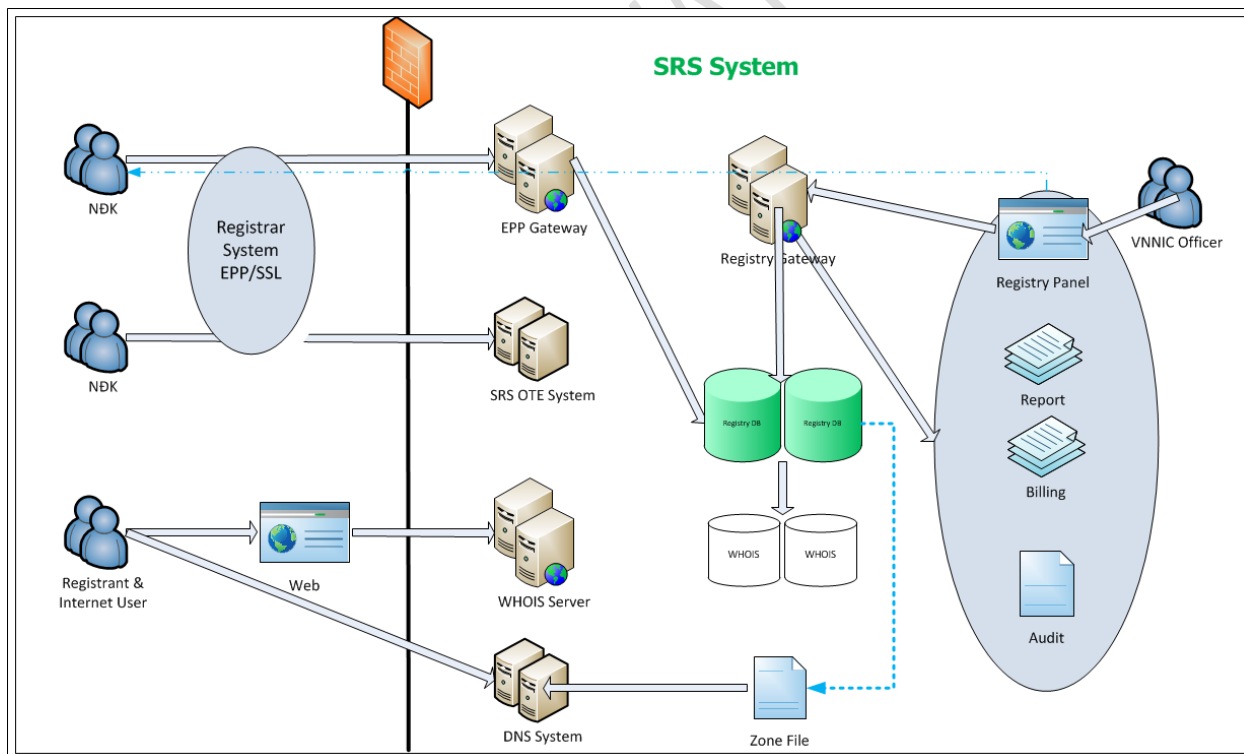 SRS System
NĐK
Registrar
System
EPP/SSL
EPP Gateway
Registry Gateway
Registry Panel
VNNIC Officer
NĐK
SRS OTE System
Registry DB
Registry DB
Report
Billing
WHOIS
WHOIS
Registrant &
Internet User
Web
WHOIS Server
Audit
DNS System
Zone File